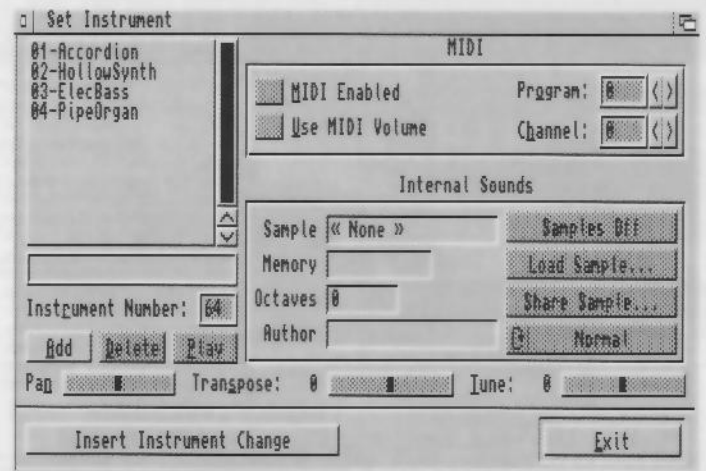 Set Instrument
01-Accordion
02-HollowSynth
03-ElecBass
04-PipeOrgan
Instrument Number: 64
Add Delete Play
MIDI
MIDI Enabled
Program: 0 < >
Use MIDI Volume
Channel: 0 < >
Internal Sounds
Sample « None »
Samples Off
Memory
Load Sample...
Octaves 0
Share Sample...
Author
Normal
Pan
Transpose: 0
Tune: 0
Insert Instrument Change
Exit